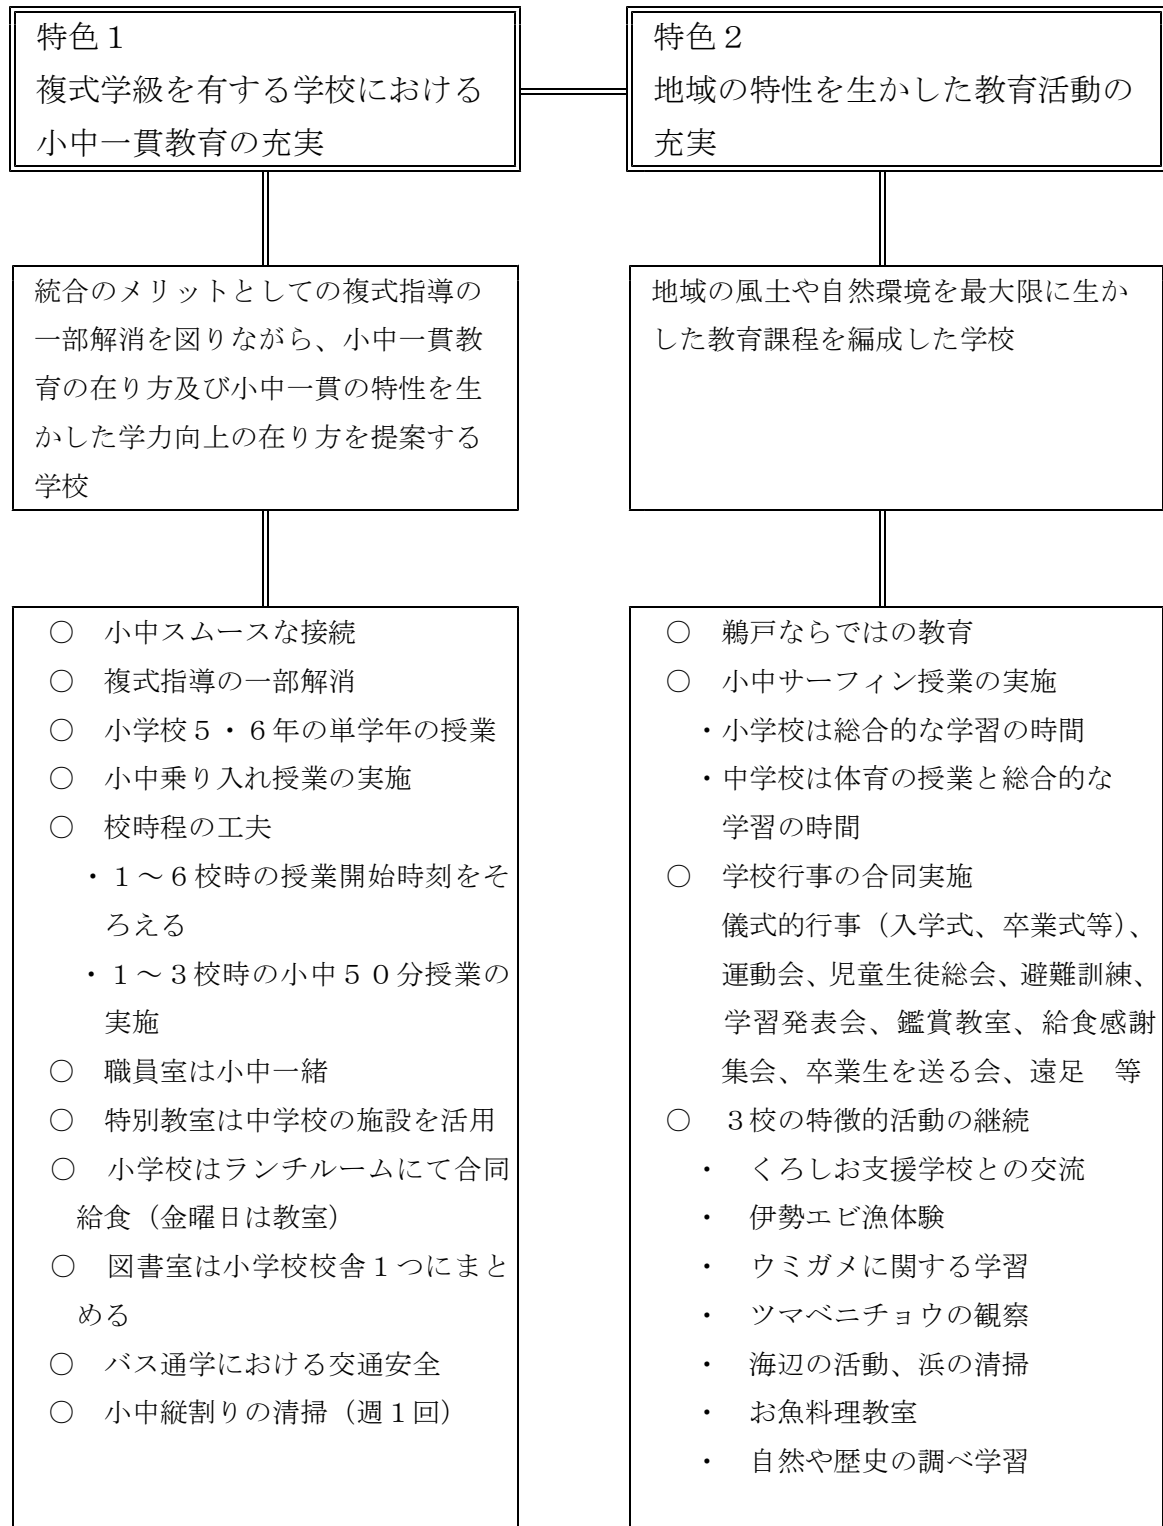 特色１
複式学級を有する学校における
小中一貫教育の充実
特色２
地域の特性を生かした教育活動の
充実
統合のメリットとしての複式指導の
一部解消を図りながら、小中一貫教
育の在り方及び小中一貫の特性を生
かした学力向上の在り方を提案する
学校
地域の風土や自然環境を最大限に生か
した教育課程を編成した学校
○　小中スムースな接続
○　複式指導の一部解消
○　小学校５・６年の単学年の授業
○　小中乗り入れ授業の実施
○　校時程の工夫
・１～６校時の授業開始時刻をそ
ろえる
・１～３校時の小中５０分授業の
実施
○　職員室は小中一緒
○　特別教室は中学校の施設を活用
○　小学校はランチルームにて合同
給食（金曜日は教室）
○　図書室は小学校校舎１つにまと
める
○　バス通学における交通安全
○　小中縦割りの清掃（週１回）
○　鵜戸ならではの教育
○　小中サーフィン授業の実施
・小学校は総合的な学習の時間
・中学校は体育の授業と総合的な
学習の時間
○　学校行事の合同実施
儀式的行事（入学式、卒業式等）、
運動会、児童生徒総会、避難訓練、
学習発表会、鑑賞教室、給食感謝
集会、卒業生を送る会、遠足　等
○　３校の特徴的活動の継続
・　くろしお支援学校との交流
・　伊勢エビ漁体験
・　ウミガメに関する学習
・　ツマベニチョウの観察
・　海辺の活動、浜の清掃
・　お魚料理教室
・　自然や歴史の調べ学習